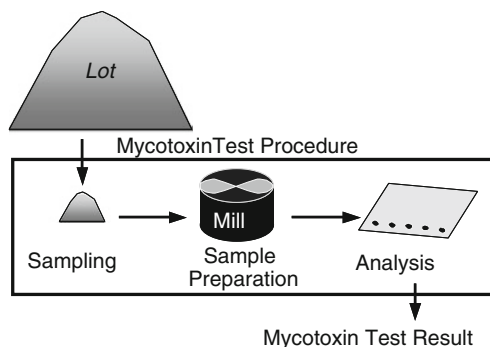 Lot
MycotoxinTest Procedure
Mill
Sampling
Sample
Preparation
Analysis
Mycotoxin Test Result